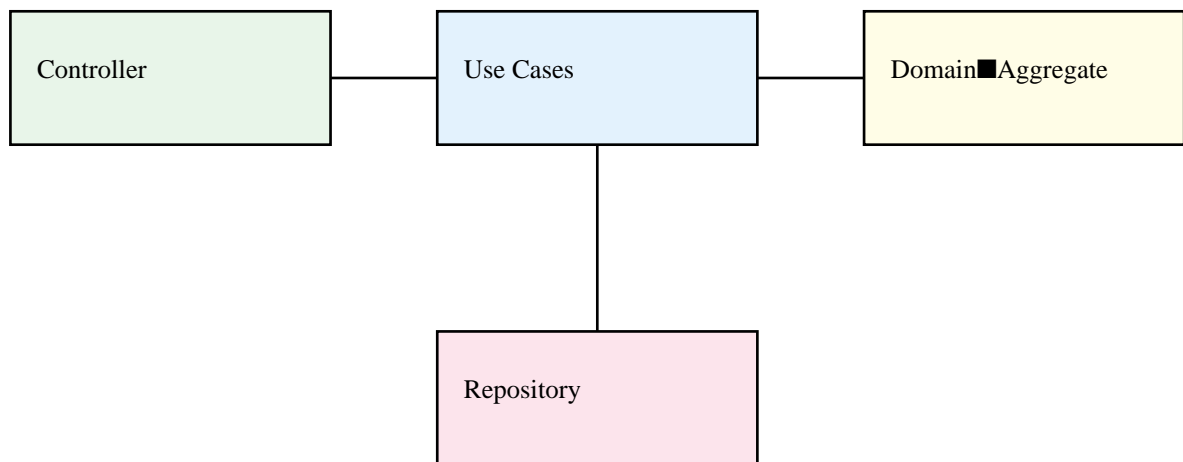 Controller
Use Cases
Domain■Aggregate
Repository